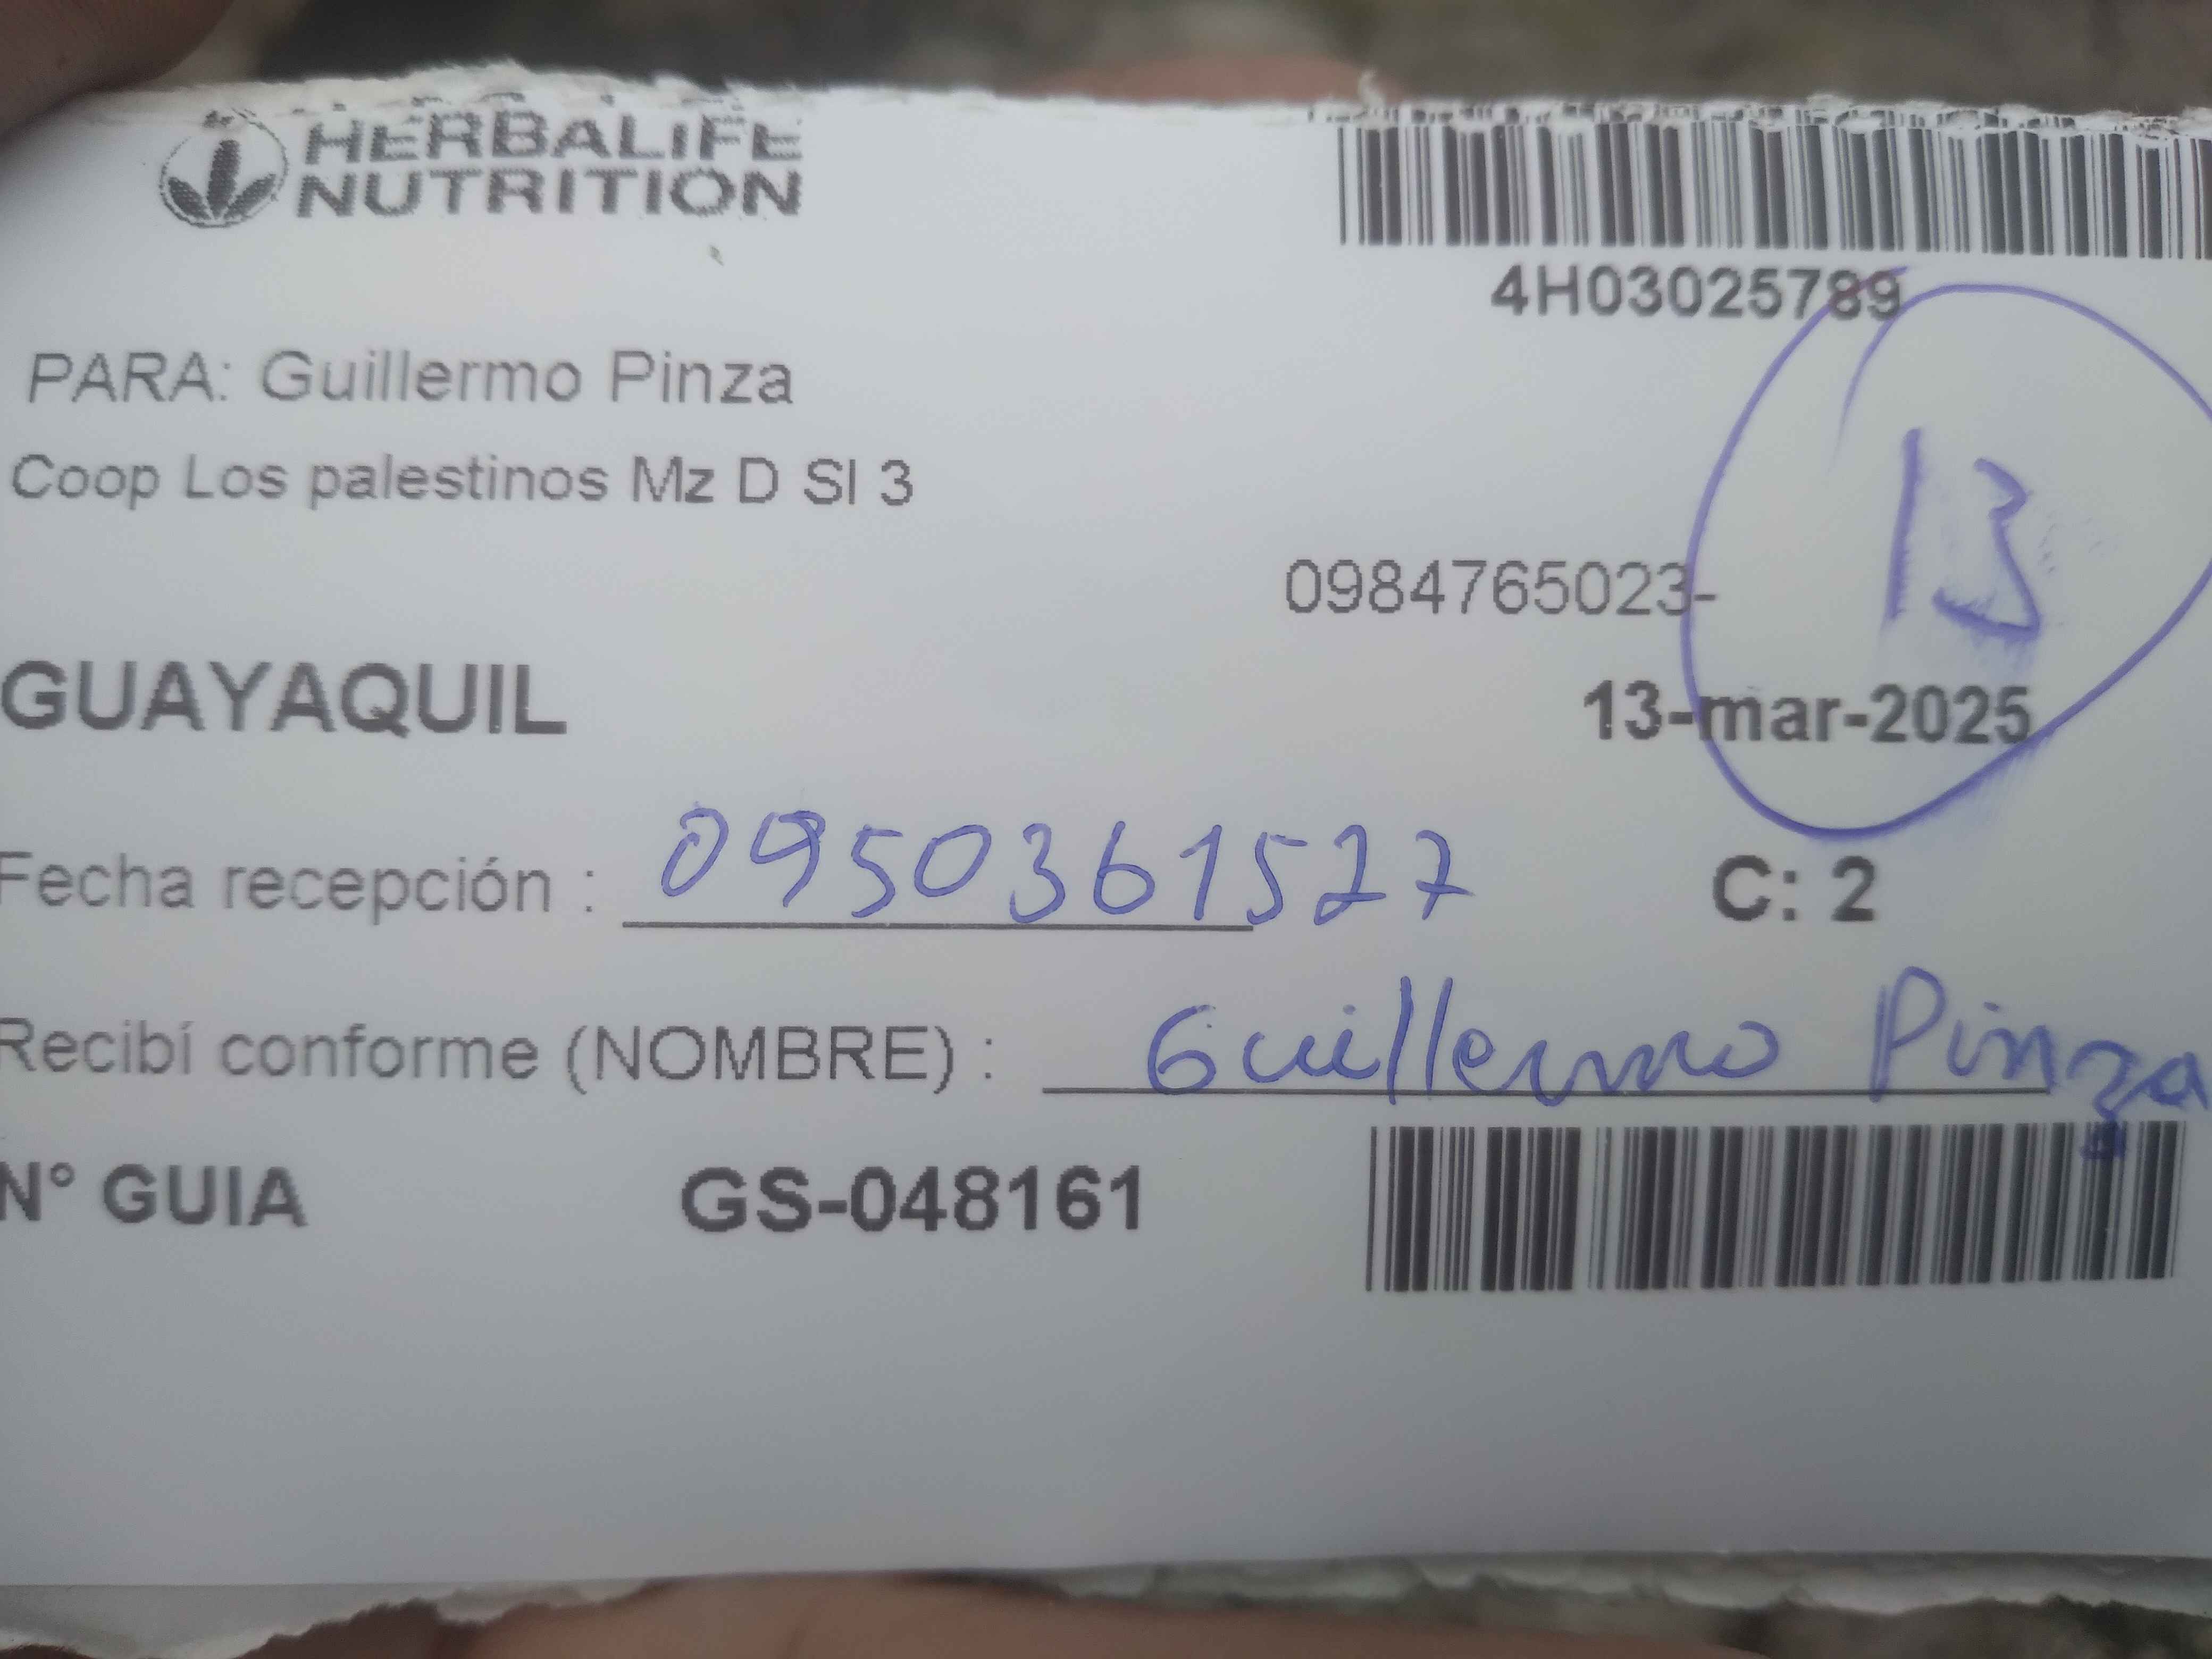 HERBALIFE
NUTRITION
4H03025789
PARA: Guillermo Pinza
Coop Los palestinos Mz D Sl 3
13
0984765023-
GUAYAQUIL
13-mar-2025
Fecha recepción : 0950361527
C: 2
Recibí conforme (NOMBRE) : Guillermo Pinza
N° GUIA GS-048161